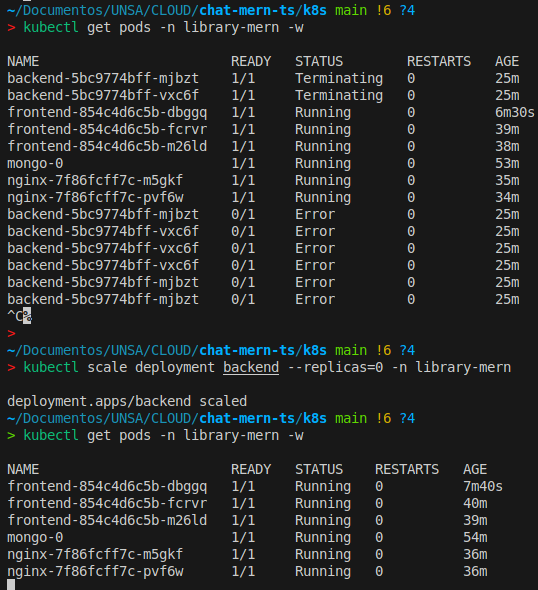 ~/Documentos/UNSA/CLOUD/chat-mern-ts/k8s main !6 ?4
> kubectl get pods -n library-mern -w
NAME READY STATUS RESTARTS AGE
backend-5bc9774bff-mjbzt 1/1 Terminating 0 25m
backend-5bc9774bff-vxc6f 1/1 Terminating 0 25m
frontend-854c4d6c5b-dbggq 1/1 Running 0 6m30s
frontend-854c4d6c5b-fcrvr 1/1 Running 0 39m
frontend-854c4d6c5b-m26ld 1/1 Running 0 38m
mongo-0 1/1 Running 0 53m
nginx-7f86fcff7c-m5gkf 1/1 Running 0 35m
nginx-7f86fcff7c-pvf6w 1/1 Running 0 34m
backend-5bc9774bff-mjbzt 0/1 Error 0 25m
backend-5bc9774bff-vxc6f 0/1 Error 0 25m
backend-5bc9774bff-vxc6f 0/1 Error 0 25m
backend-5bc9774bff-vxc6f 0/1 Error 0 25m
backend-5bc9774bff-mjbzt 0/1 Error 0 25m
backend-5bc9774bff-mjbzt 0/1 Error 0 25m
^C%
>
~/Documentos/UNSA/CLOUD/chat-mern-ts/k8s main !6 ?4
> kubectl scale deployment backend --replicas=0 -n library-mern
deployment.apps/backend scaled
~/Documentos/UNSA/CLOUD/chat-mern-ts/k8s main !6 ?4
> kubectl get pods -n library-mern -w
NAME READY STATUS RESTARTS AGE
frontend-854c4d6c5b-dbggq 1/1 Running 0 7m40s
frontend-854c4d6c5b-fcrvr 1/1 Running 0 40m
frontend-854c4d6c5b-m26ld 1/1 Running 0 39m
mongo-0 1/1 Running 0 54m
nginx-7f86fcff7c-m5gkf 1/1 Running 0 36m
nginx-7f86fcff7c-pvf6w 1/1 Running 0 36m